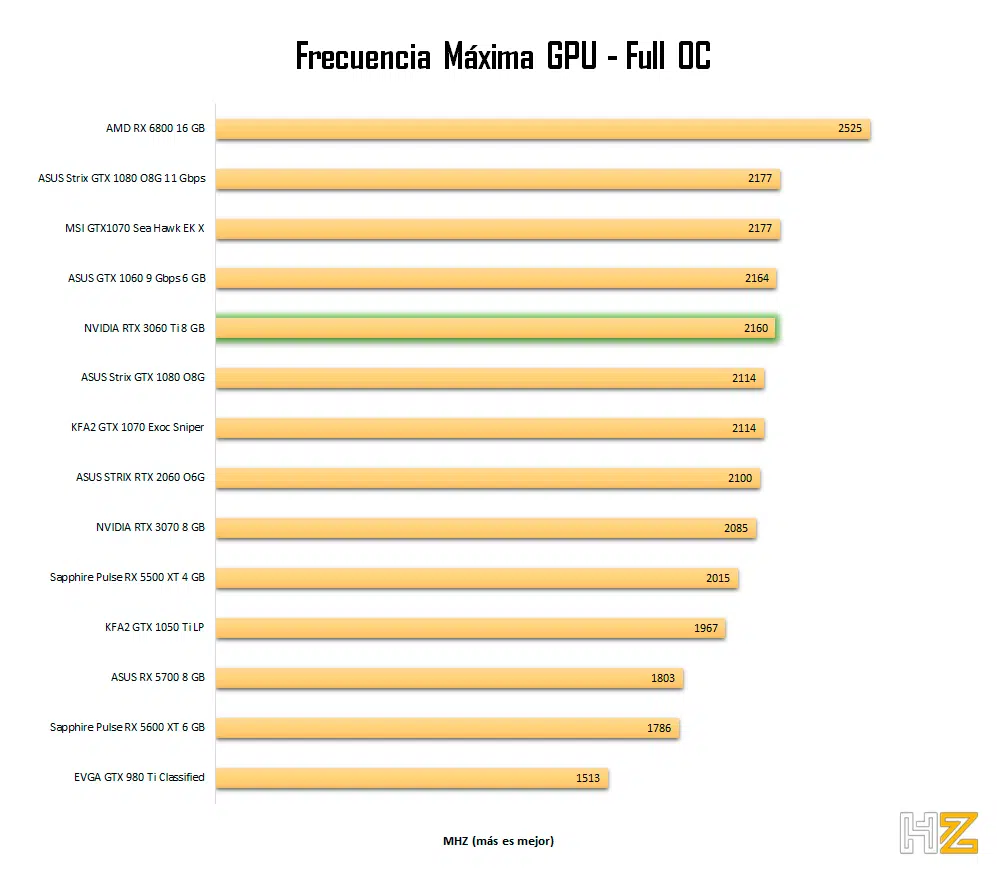 Frecuencia Máxima GPU - Full OC
AMD RX 6800 16 GB 2525
ASUS Strix GTX 1080 O8G 11 Gbps 2177
MSI GTX1070 Sea Hawk EK X 2177
ASUS GTX 1060 9 Gbps 6 GB 2164
NVIDIA RTX 3060 Ti 8 GB 2160
ASUS Strix GTX 1080 O8G 2114
KFA2 GTX 1070 Exoc Sniper 2114
ASUS STRIX RTX 2060 O6G 2100
NVIDIA RTX 3070 8 GB 2085
Sapphire Pulse RX 5500 XT 4 GB 2015
KFA2 GTX 1050 Ti LP 1967
ASUS RX 5700 8 GB 1803
Sapphire Pulse RX 5600 XT 6 GB 1786
EVGA GTX 980 Ti Classified 1513
MHZ (más es mejor)
HZ